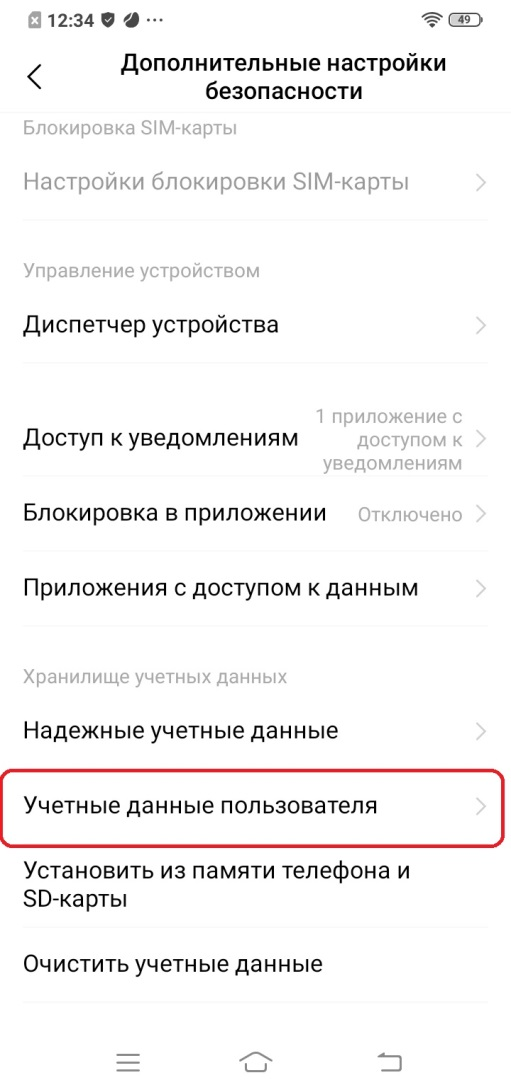 12:34 ... 49
Дополнительные настройки
безопасности
Блокировка SIM-карты
Настройки блокировки SIM-карты
Управление устройством
Диспетчер устройства
Доступ к уведомлениям
1 приложение с
доступом к
уведомлениям
Блокировка в приложении Отключено
Приложения с доступом к данным
Хранилище учетных данных
Надежные учетные данные
Учетные данные пользователя
Установить из памяти телефона и
SD-карты
Очистить учетные данные